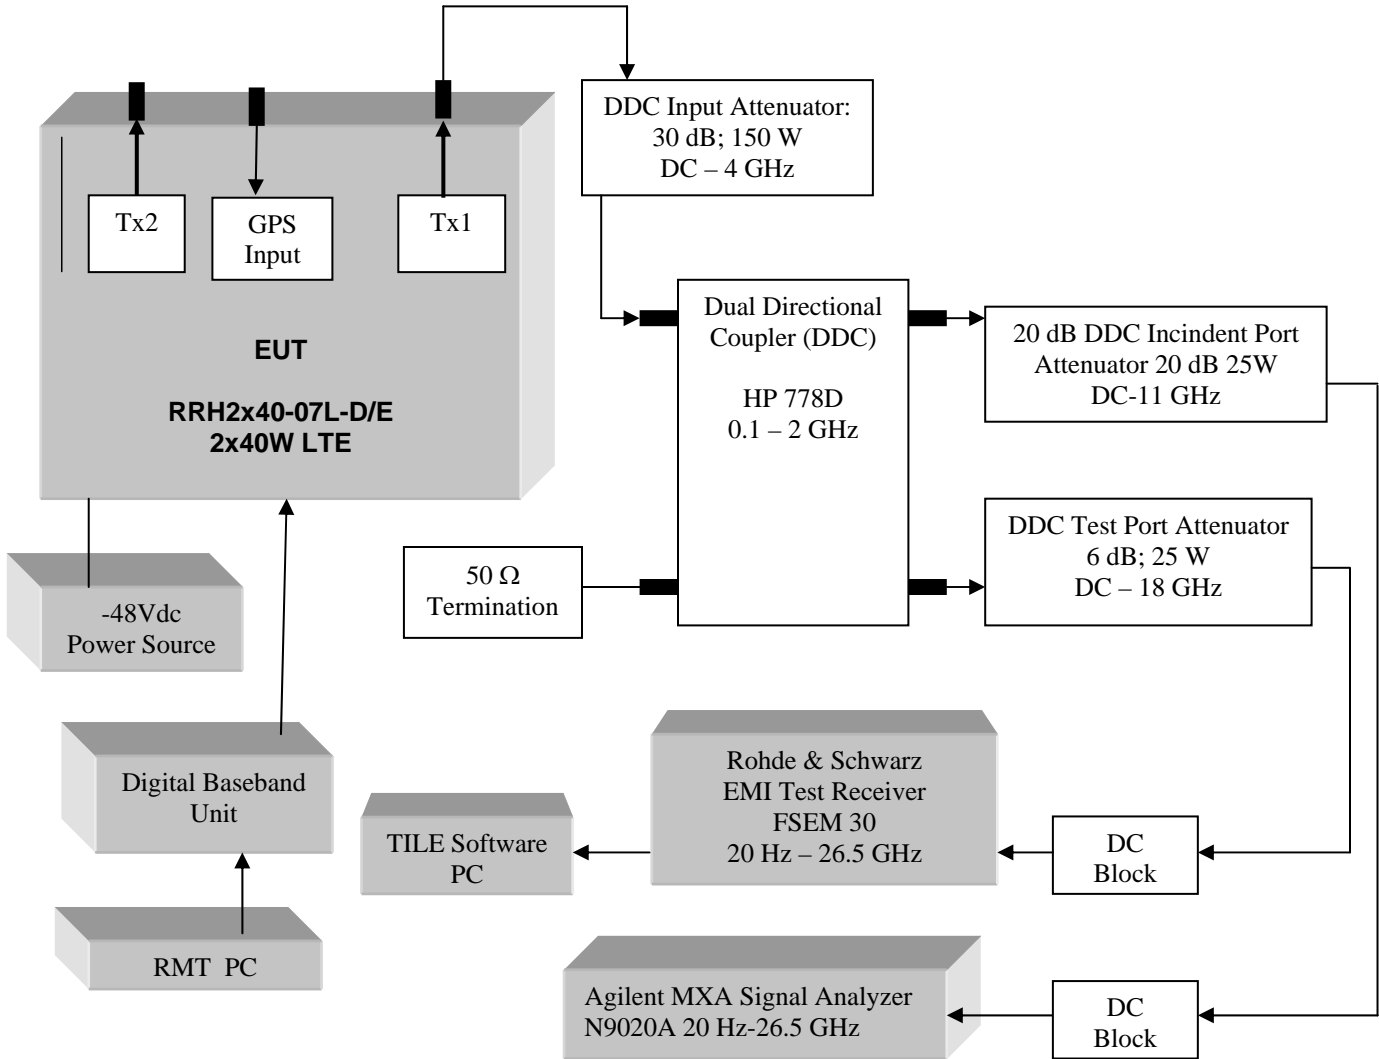 DDC Input Attenuator:
30 dB; 150 W
DC – 4 GHz
Tx2
GPS
Input
Tx1
EUT
RRH2x40-07L-D/E
2x40W LTE
Dual Directional
Coupler (DDC)
HP 778D
0.1 – 2 GHz
20 dB DDC Incindent Port
Attenuator 20 dB 25W
DC-11 GHz
50 Ω
Termination
DDC Test Port Attenuator
6 dB; 25 W
DC – 18 GHz
-48Vdc
Power Source
Digital Baseband
Unit
RMT PC
TILE Software
PC
Rohde & Schwarz
EMI Test Receiver
FSEM 30
20 Hz – 26.5 GHz
DC
Block
Agilent MXA Signal Analyzer
N9020A 20 Hz-26.5 GHz
DC
Block